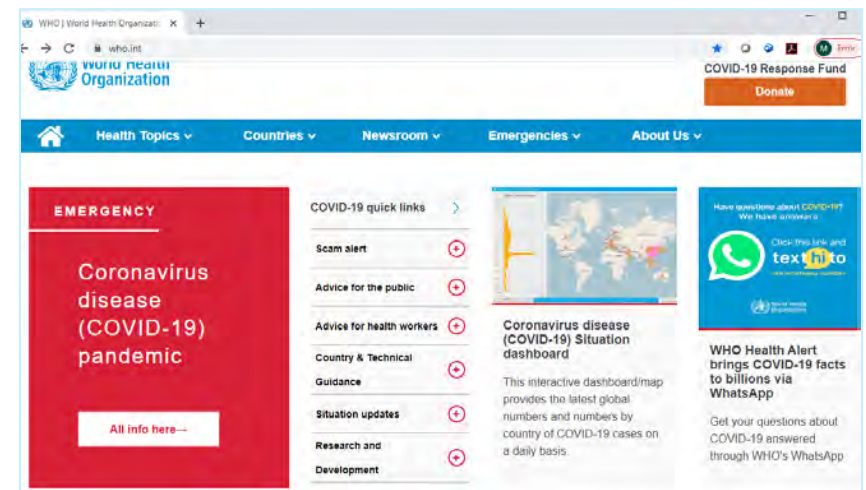 WHO | World Health Organizati
who.int
M
Error
World Health
Organization
COVID-19 Response Fund
Donate
Health Topics
Countries
Newsroom
Emergencies
About Us
EMERGENCY
Coronavirus
disease
(COVID-19)
pandemic
All info here→
COVID-19 quick links
Scam alert
Advice for the public
Advice for health workers
Country & Technical
Guidance
Situation updates
Research and
Development
Coronavirus disease
(COVID-19) Situation
dashboard
This interactive dashboard/map
provides the latest global
numbers and numbers by
country of COVID-19 cases on
a daily basis.
Have questions about COVID-19?
We have answers
Click this link and
text hi to
World Health
Organization
WHO Health Alert
brings COVID-19 facts
to billions via
WhatsApp
Get your questions about
COVID-19 answered
through WHO's WhatsApp